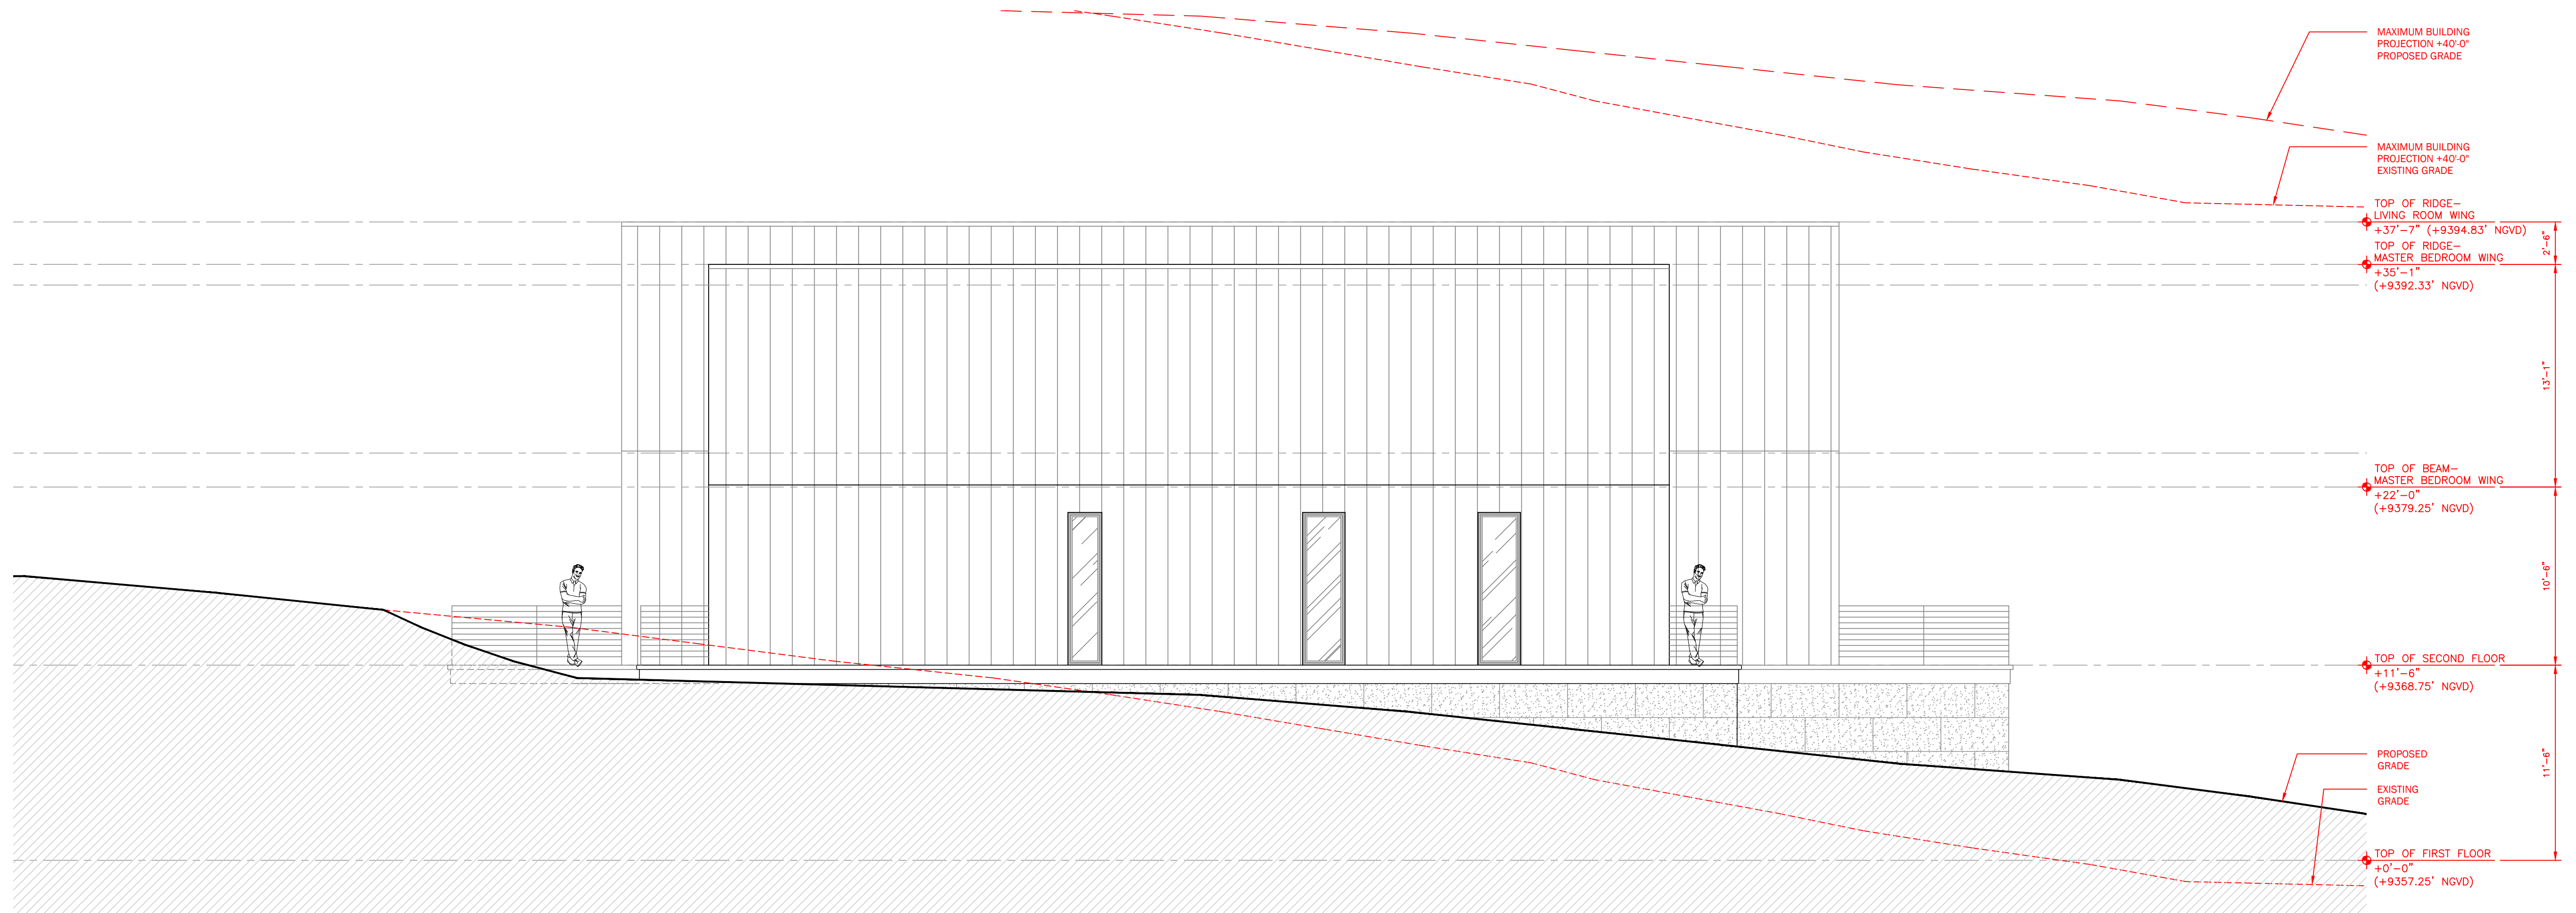 MAXIMUM BUILDING
PROJECTION +40'-0"
PROPOSED GRADE
MAXIMUM BUILDING
PROJECTION +40'-0"
EXISTING GRADE
TOP OF RIDGE-
LIVING ROOM WING
+37'-7" (+9394.83' NGVD)
2'-6"
TOP OF RIDGE-
MASTER BEDROOM WING
+35'-1"
(+9392.33' NGVD)
13'-1"
TOP OF BEAM-
MASTER BEDROOM WING
+22'-0"
(+9379.25' NGVD)
10'-6"
TOP OF SECOND FLOOR
+11'-6"
(+9368.75' NGVD)
PROPOSED
GRADE
11'-6"
EXISTING
GRADE
TOP OF FIRST FLOOR
+0'-0"
(+9357.25' NGVD)